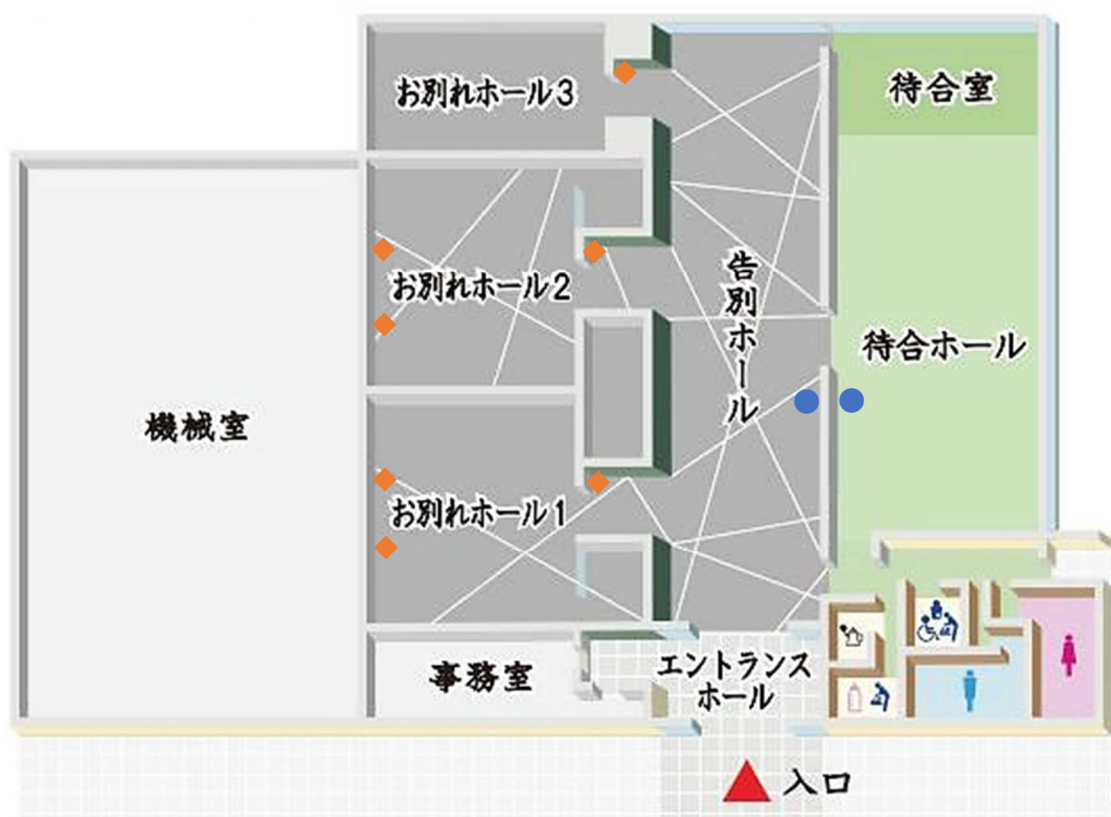 お別れホール3
待合室
お別れホール2
告別ホール
待合ホール
機械室
お別れホール1
事務室
エントランス
ホール
入口